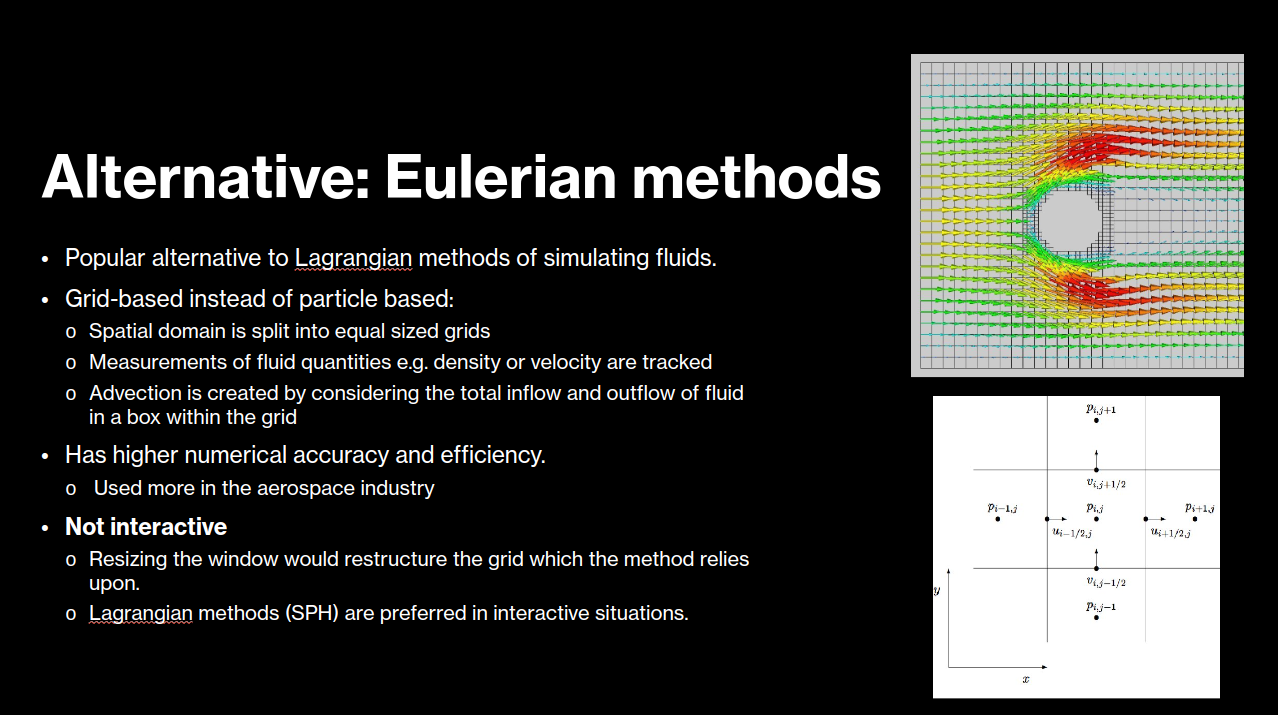 Alternative: Eulerian methods
• Popular alternative to Lagrangian methods of simulating fluids.
• Grid-based instead of particle based:
o Spatial domain is split into equal sized grids
o Measurements of fluid quantities e.g. density or velocity are tracked
o Advection is created by considering the total inflow and outflow of fluid
in a box within the grid
• Has higher numerical accuracy and efficiency.
o Used more in the aerospace industry
• Not interactive
o Resizing the window would restructure the grid which the method relies
upon.
o Lagrangian methods (SPH) are preferred in interactive situations.
p_{i,j+1}
v_{i,j+1/2}
p_{i-1,j} p_{i,j} p_{i+1,j}
u_{i-1/2,j} u_{i+1/2,j}
v_{i,j-1/2}
y
p_{i,j-1}
x